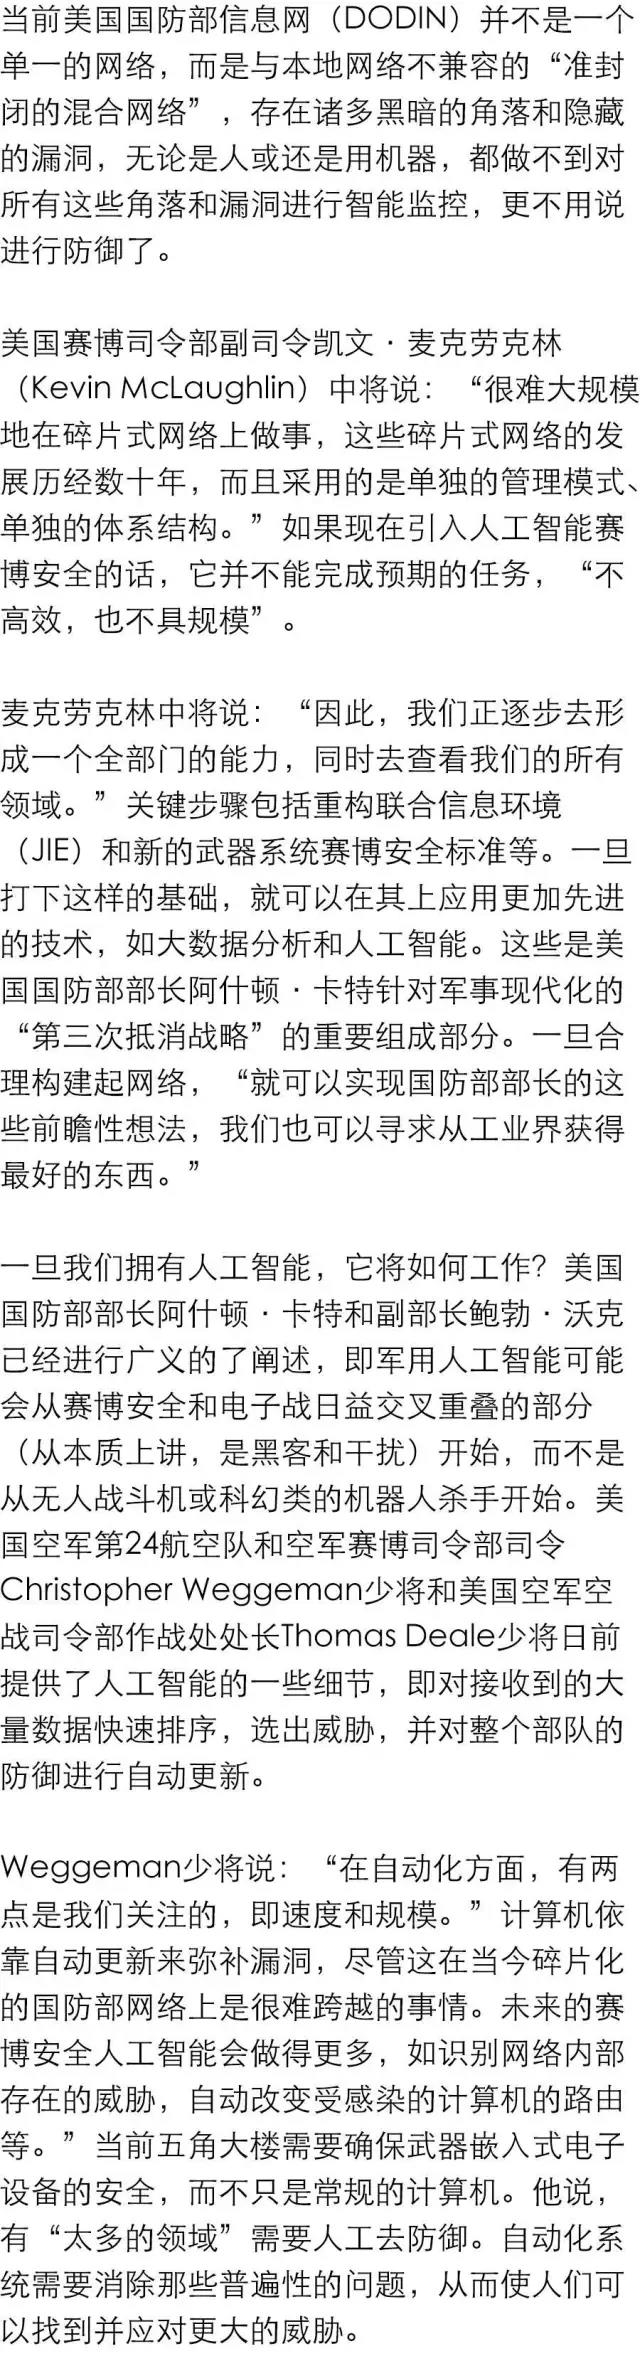 当前美国国防部信息网（DODIN）并不是一个
单一的网络，而是与本地网络不兼容的“准封
闭的混合网络”，存在诸多黑暗的角落和隐藏
的漏洞，无论是人或还是用机器，都做不到对
所有这些角落和漏洞进行智能监控，更不用说
进行防御了。
美国赛博司令部副司令凯文·麦克劳克林
（Kevin McLaughlin）中将说：“很难大规模
地在碎片式网络上做事，这些碎片式网络的发
展历经数十年，而且采用的是单独的管理模式、
单独的体系结构。”如果现在引入人工智能赛
博安全的话，它并不能完成预期的任务，“不
高效，也不具规模”。
麦克劳克林中将说：“因此，我们正逐步去形
成一个全部门的能力，同时去查看我们的所有
领域。”关键步骤包括重构联合信息环境
（JIE）和新的武器系统赛博安全标准等。一旦
打下这样的基础，就可以在其上应用更加先进
的技术，如大数据分析和人工智能。这些是美
国国防部部长阿什顿·卡特针对军事现代化的
“第三次抵消战略”的重要组成部分。一旦合
理构建起网络，“就可以实现国防部部长的这
些前瞻性想法，我们也可以寻求从工业界获得
最好的东西。”
一旦我们拥有人工智能，它将如何工作？美国
国防部部长阿什顿·卡特和副部长鲍勃·沃克
已经进行广义的了阐述，即军用人工智能可能
会从赛博安全和电子战日益交叉重叠的部分
（从本质上讲，是黑客和干扰）开始，而不是
从无人战斗机或科幻类的机器人杀手开始。美
国空军第24航空队和空军赛博司令部司令
Christopher Weggeman少将和美国空军空
战司令部作战处处长Thomas Deale少将日前
提供了人工智能的一些细节，即对接收到的大
量数据快速排序，选出威胁，并对整个部队的
防御进行自动更新。
Weggeman少将说：“在自动化方面，有两
点是我们关注的，即速度和规模。”计算机依
靠自动更新来弥补漏洞，尽管这在当今碎片化
的国防部网络上是很难跨越的事情。未来的赛
博安全人工智能会做得更多，如识别网络内部
存在的威胁，自动改变受感染的计算机的路由
等。”当前五角大楼需要确保武器嵌入式电子
设备的安全，而不只是常规的计算机。他说，
有“太多的领域”需要人工去防御。自动化系
统需要消除那些普遍性的问题，从而使人们可
以找到并应对更大的威胁。